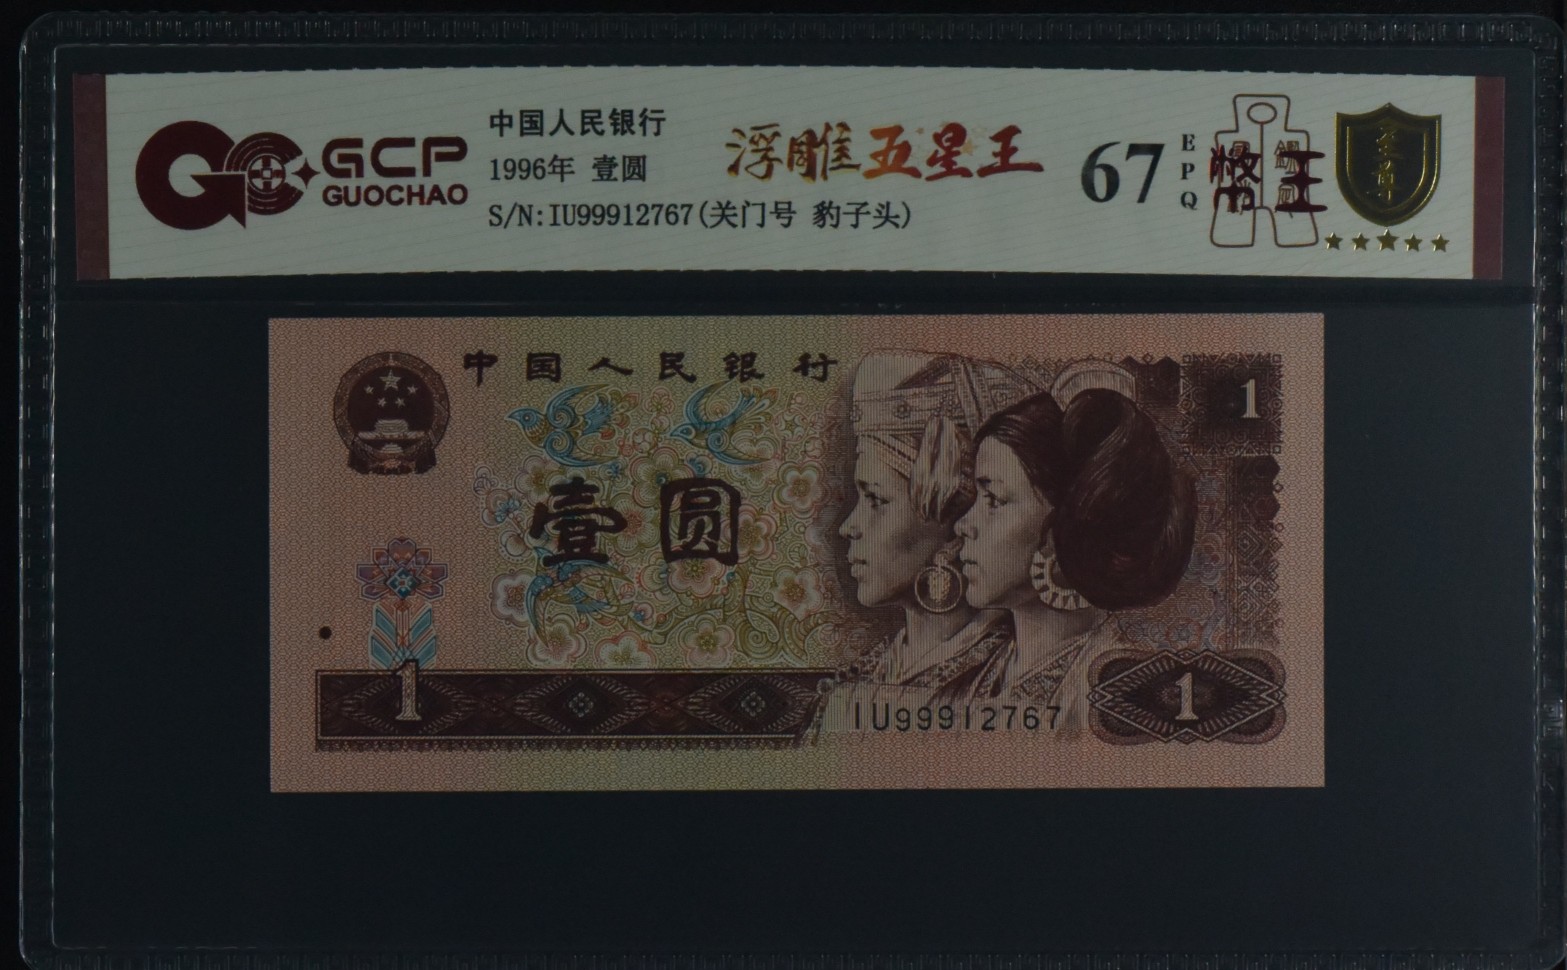 GCP
GUOCHAO
中国人民银行
1996年 壹圆
S/N:IU99912767(关门号 豹子头)
浮雕五星王
67
EPQ
至尊
中国人民银行
1
壹圆
1
IU99912767
1